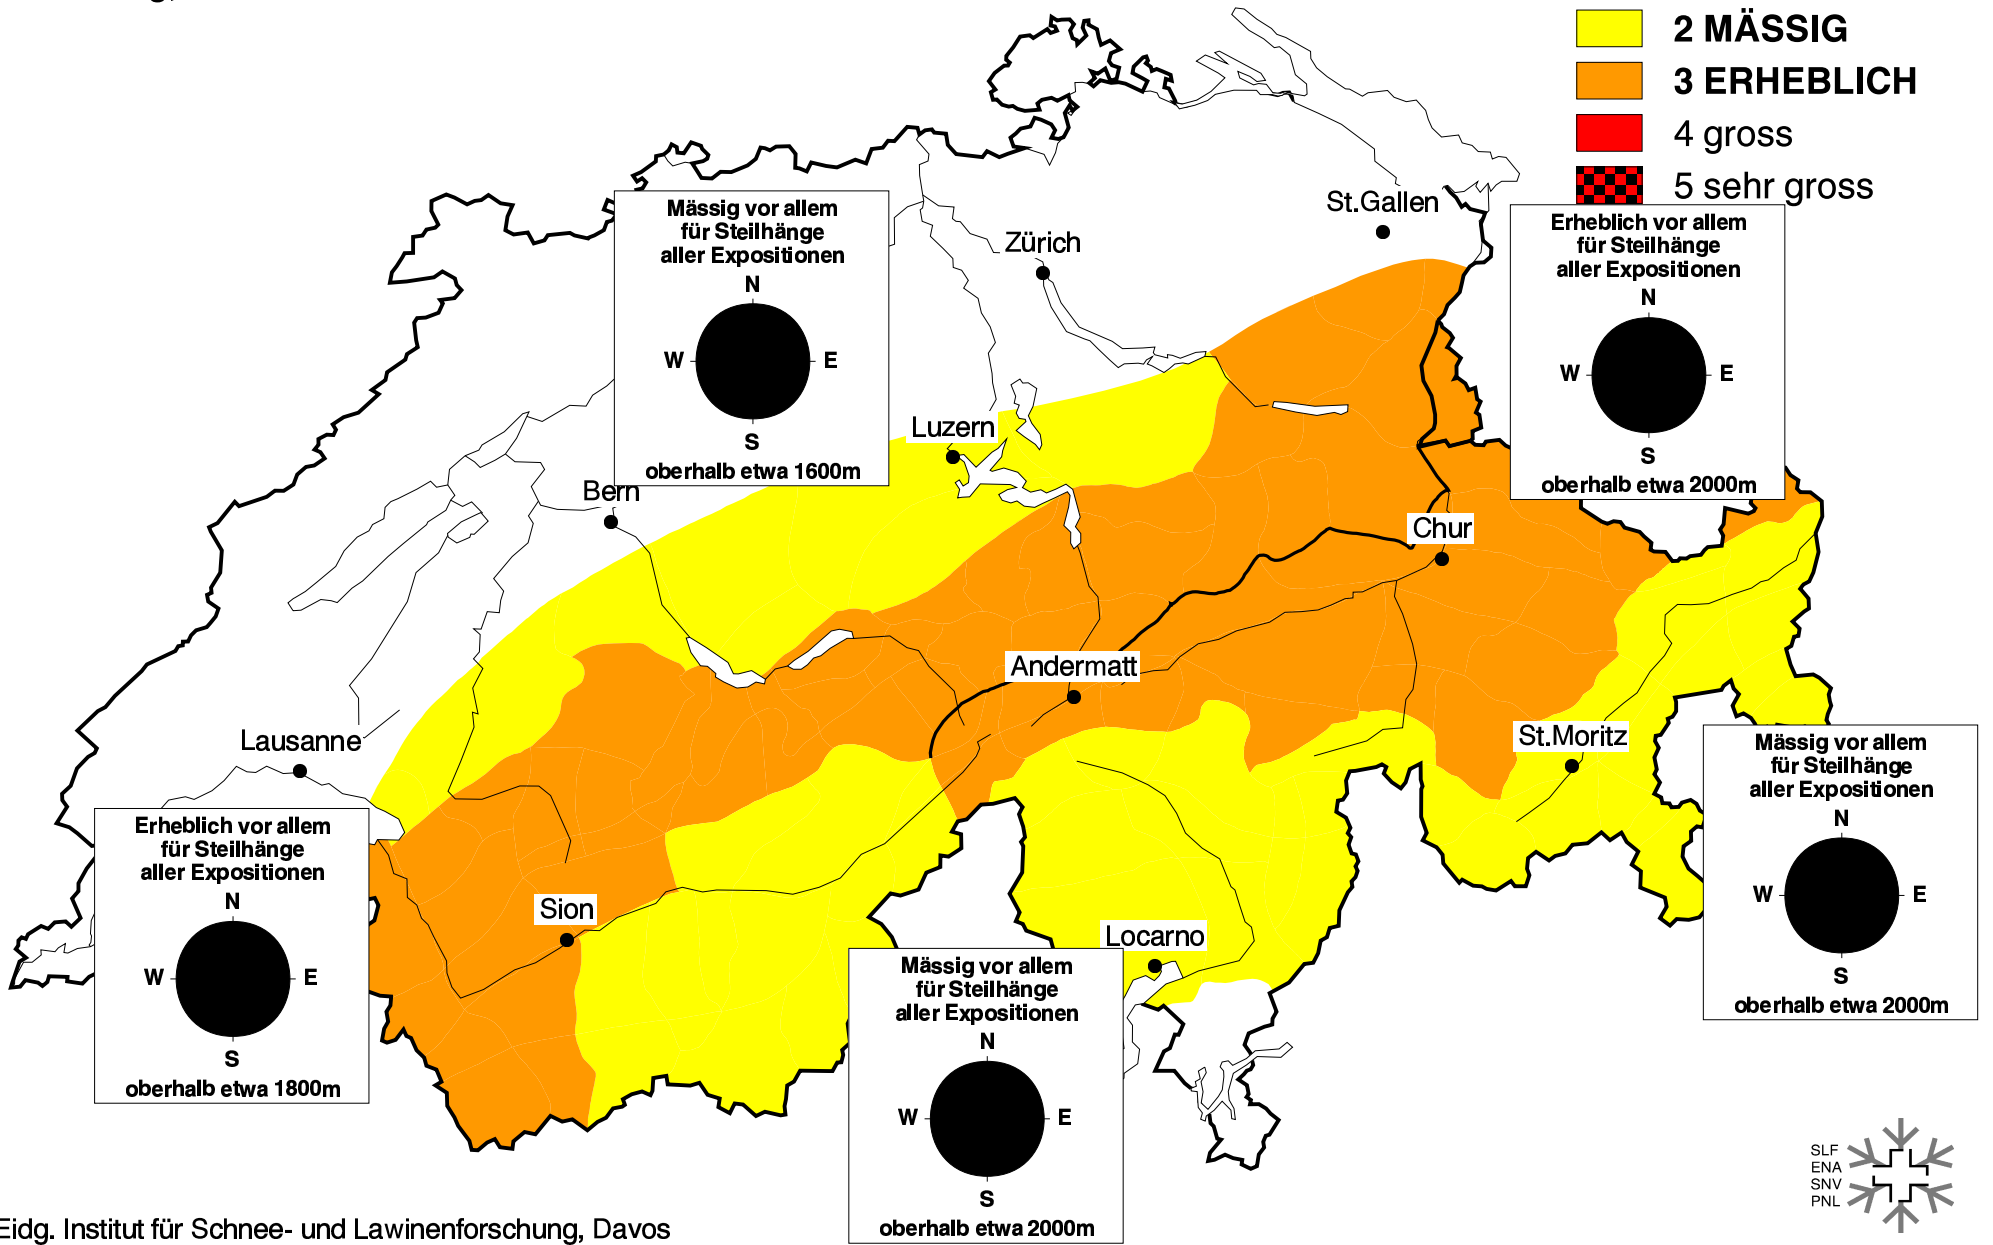 2 MÄSSIG
3 ERHEBLICH
4 gross
5 sehr gross
Mässig vor allem
für Steilhänge
aller Expositionen
N
W E
S
oberhalb etwa 1600m
Erheblich vor allem
für Steilhänge
aller Expositionen
N
W E
S
oberhalb etwa 2000m
St.Gallen
Zürich
Luzern
Bern
Chur
Andermatt
Lausanne
St.Moritz
Sion
Locarno
Erheblich vor allem
für Steilhänge
aller Expositionen
N
W E
S
oberhalb etwa 1800m
Mässig vor allem
für Steilhänge
aller Expositionen
N
W E
S
oberhalb etwa 2000m
Mässig vor allem
für Steilhänge
aller Expositionen
N
W E
S
oberhalb etwa 2000m
SLF
ENA
SNV
PNL
Eidg. Institut für Schnee- und Lawinenforschung, Davos